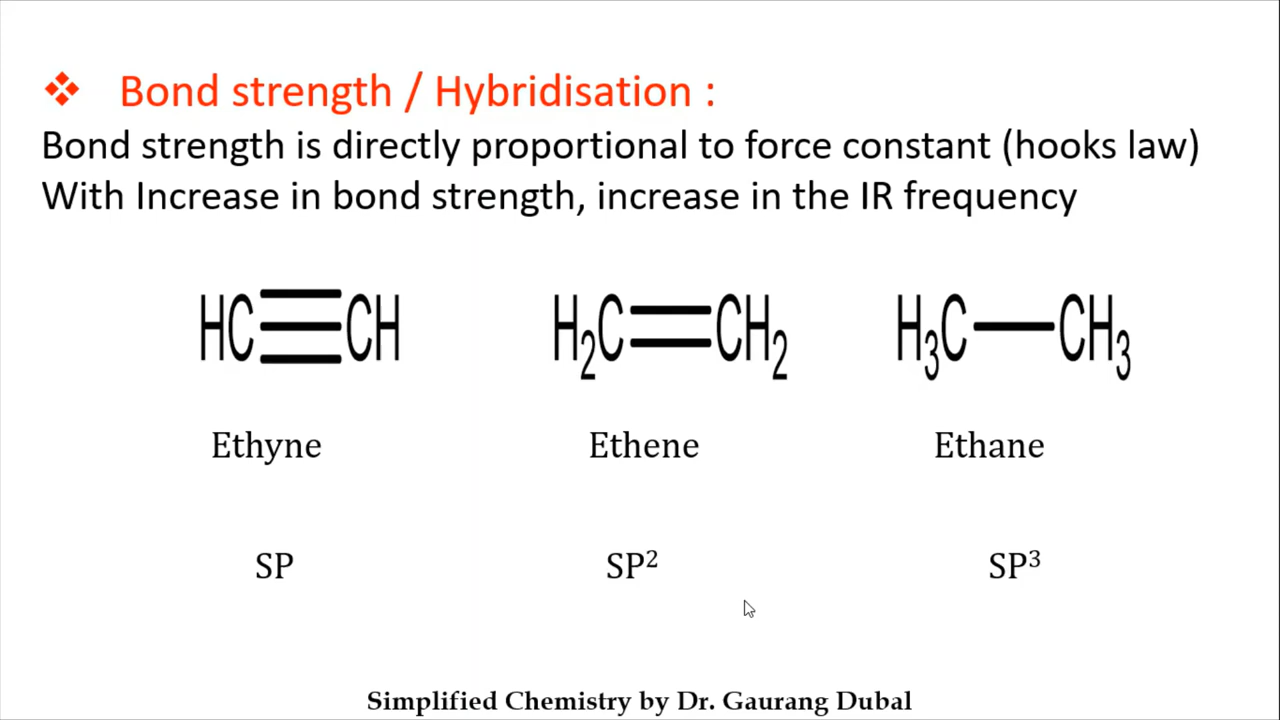 ❖ Bond strength / Hybridisation :
Bond strength is directly proportional to force constant (hooks law)
With Increase in bond strength, increase in the IR frequency
HC≡CH H₂C=CH₂ H₃C—CH₃
Ethyne Ethene Ethane
SP SP² SP³
Simplified Chemistry by Dr. Gaurang Dubal